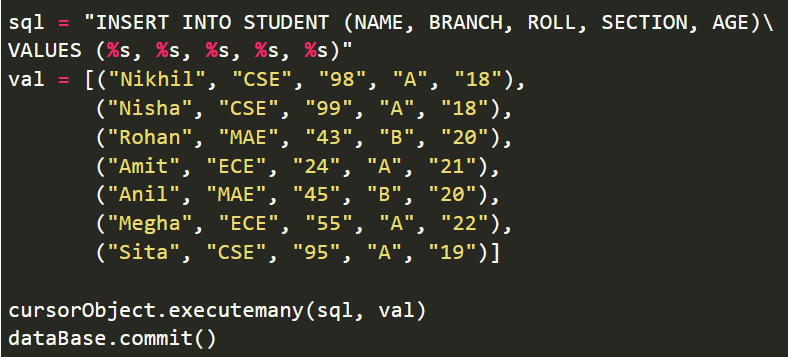 sql = "INSERT INTO STUDENT (NAME, BRANCH, ROLL, SECTION, AGE)\
VALUES (%s, %s, %s, %s, %s)"
val = [("Nikhil", "CSE", "98", "A", "18"),
       ("Nisha", "CSE", "99", "A", "18"),
       ("Rohan", "MAE", "43", "B", "20"),
       ("Amit", "ECE", "24", "A", "21"),
       ("Anil", "MAE", "45", "B", "20"),
       ("Megha", "ECE", "55", "A", "22"),
       ("Sita", "CSE", "95", "A", "19")]
cursorObject.executemany(sql, val)
dataBase.commit()